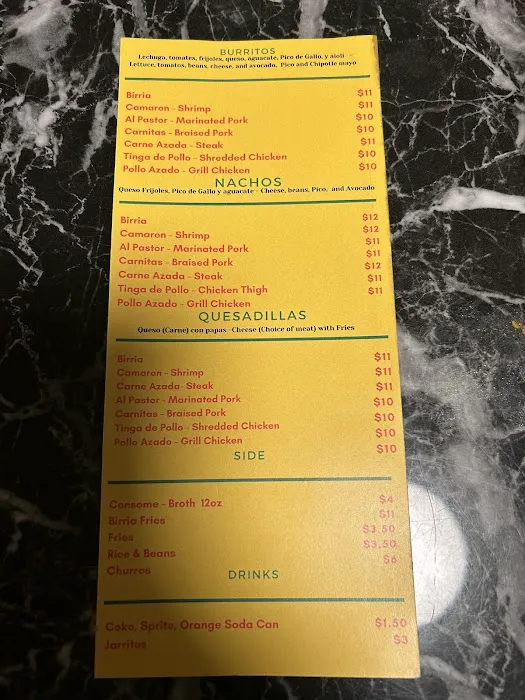 BURRITOS
Lechuga, tomates, frijoles, queso, aguacate, Pico de Gallo, y aioli -
Lettuce, tomatos, beans, cheese, and avocado, Pico and Chipotle mayo
Birria $11
Camaron - Shrimp $11
Al Pastor - Marinated Pork $10
Carnitas - Braised Pork $10
Carne Azada - Steak $11
Tinga de Pollo - Shredded Chicken $10
Pollo Azado - Grill Chicken $10
NACHOS
Queso Frijoles, Pico de Gallo y aguacate - Cheese, beans, Pico, and Avocado
Birria $12
Camaron - Shrimp $12
Al Pastor - Marinated Pork $11
Carnitas - Braised Pork $11
Carne Azada - Steak $12
Tinga de Pollo - Chicken Thigh $11
Pollo Azado - Grill Chicken $11
QUESADILLAS
Queso (Carne) con papas -Cheese (Choice of meat) with Fries
Birria $11
Camaron - Shrimp $11
Carne Azada- Steak $11
Al Pastor - Marinated Pork $10
Carnitas - Braised Pork $10
Tinga de Pollo - Shredded Chicken $10
Pollo Azado - Grill Chicken $10
SIDE
Consome - Broth 12oz $4
Birria Fries $11
Fries $3.50
Rice & Beans $3.50
Churros $6
DRINKS
Coke, Sprite, Orange Soda Can $1.50
Jarritos $3